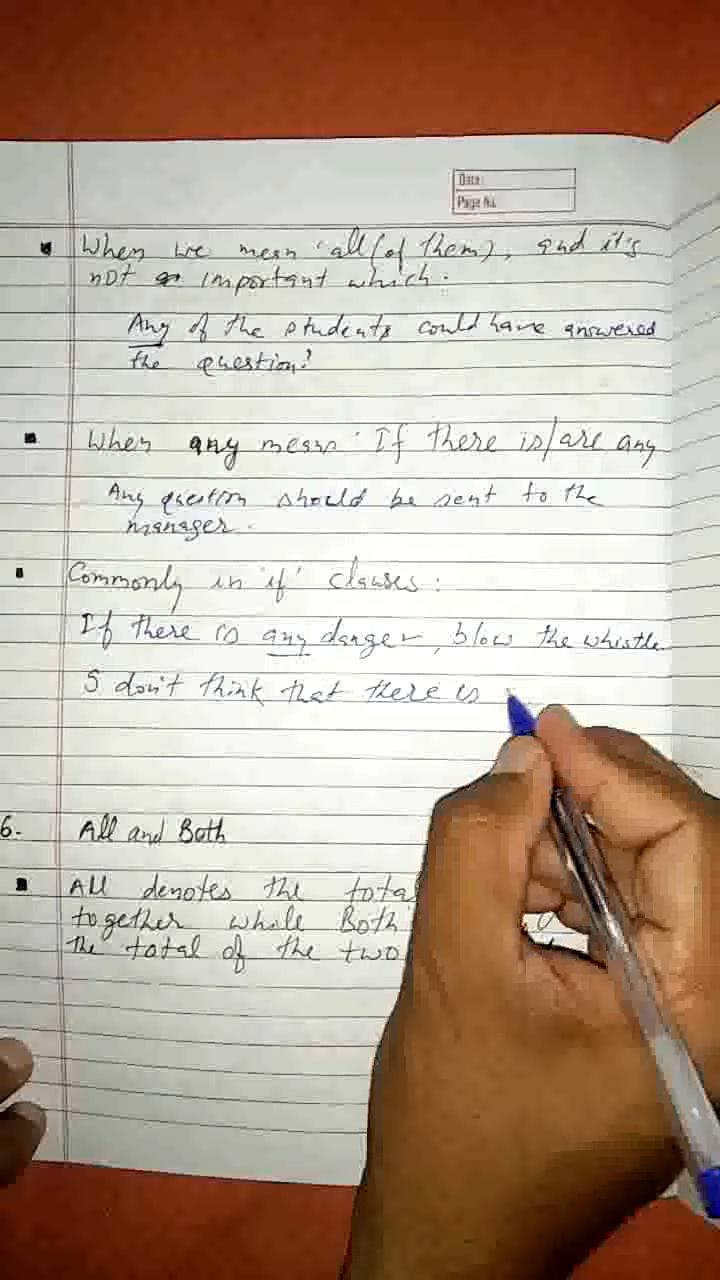 Date
Page No.
When we mean 'all (of them), and it's
not important which.
Any of the students could have answered
the question?
When any means 'If there is/are any
Any question should be sent to the
manager.
Commonly in 'if' clauses:
If there is any danger, blow the whistle
I don't think that there is
6. All and Both
All denotes the total
together while Both
the total of the two